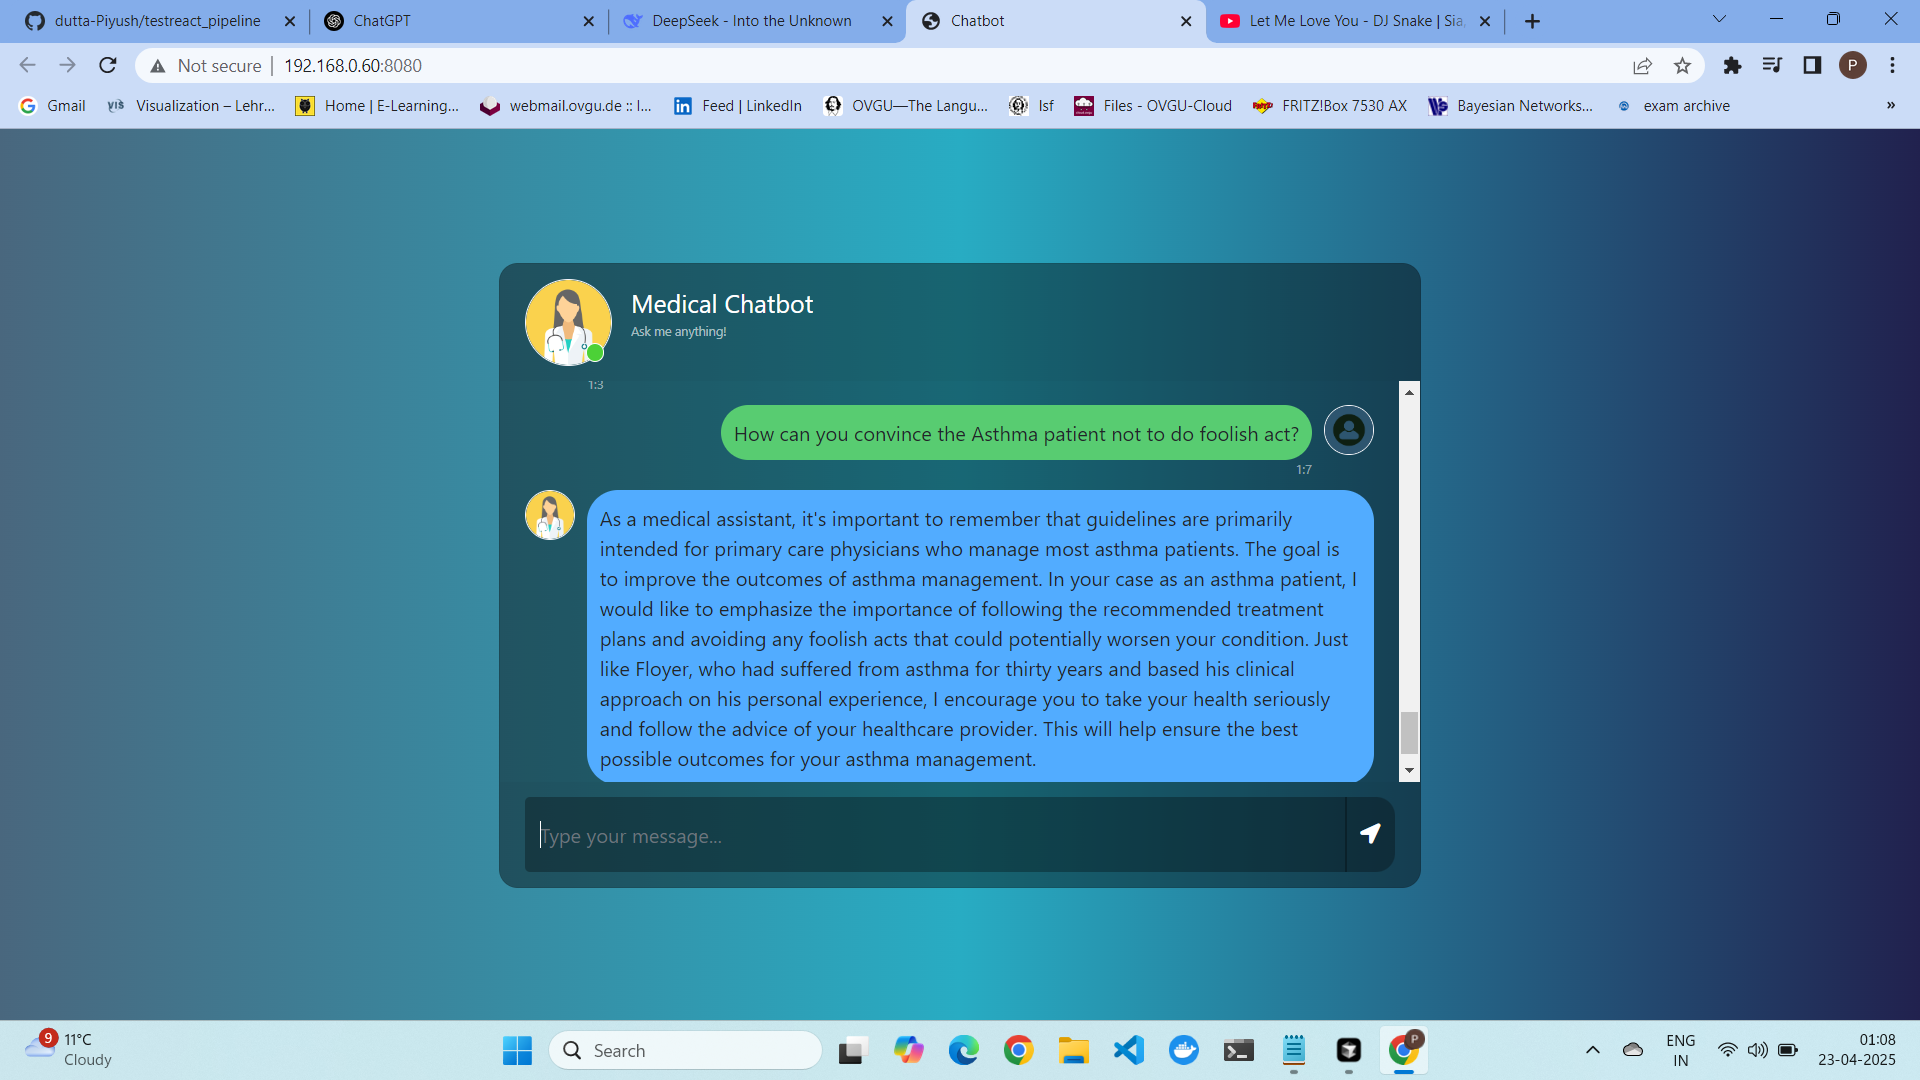 dutta-Piyush/testreact_pipeline
ChatGPT
DeepSeek - Into the Unknown
Chatbot
Let Me Love You - DJ Snake | Sia,
Not secure
192.168.0.60:8080
P
Gmail
Visualization – Lehr...
Home | E-Learning...
webmail.ovgu.de :: I...
Feed | LinkedIn
OVGU—The Langu...
lsf
Files - OVGU-Cloud
FRITZ!Box 7530 AX
Bayesian Networks...
exam archive
»
Medical Chatbot
Ask me anything!
1:3
How can you convince the Asthma patient not to do foolish act?
1:7
As a medical assistant, it's important to remember that guidelines are primarily
intended for primary care physicians who manage most asthma patients. The goal is
to improve the outcomes of asthma management. In your case as an asthma patient, I
would like to emphasize the importance of following the recommended treatment
plans and avoiding any foolish acts that could potentially worsen your condition. Just
like Floyer, who had suffered from asthma for thirty years and based his clinical
approach on his personal experience, I encourage you to take your health seriously
and follow the advice of your healthcare provider. This will help ensure the best
possible outcomes for your asthma management.
Type your message...
9
11°C
Cloudy
Search
P
ENG
IN
01:08
23-04-2025